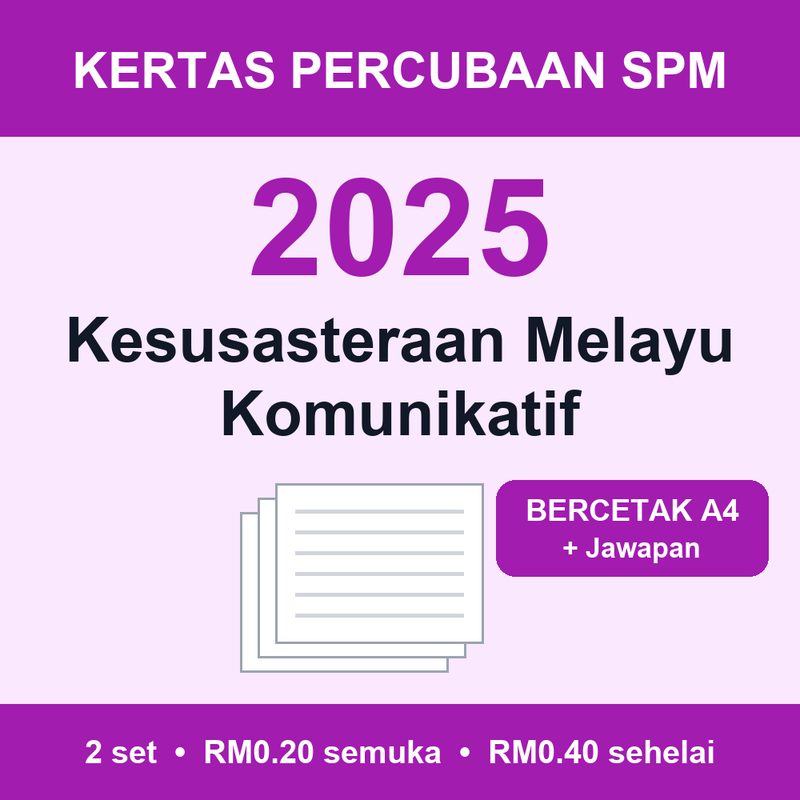 KERTAS PERCUBAAN SPM
2025
Kesusasteraan Melayu
Komunikatif
BERCETAK A4
+ Jawapan
2 set • RM0.20 semuka • RM0.40 sehelai